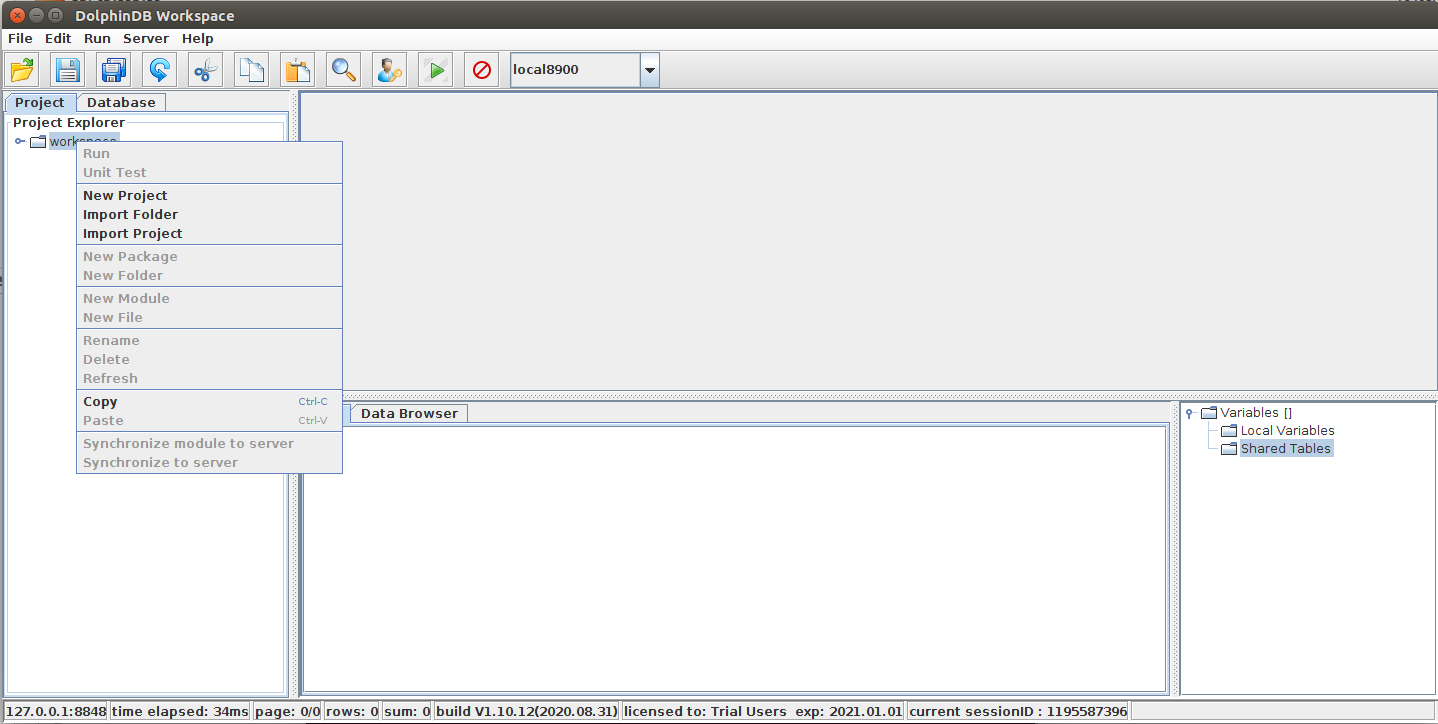 DolphinDB Workspace
File Edit Run Server Help
local8900
Project Database
Project Explorer
workspace
Run
Unit Test
New Project
Import Folder
Import Project
New Package
New Folder
New Module
New File
Rename
Delete
Refresh
Copy Ctrl-C
Paste Ctrl-V
Synchronize module to server
Synchronize to server
Data Browser
Variables []
Local Variables
Shared Tables
127.0.0.1:8848 time elapsed: 34ms page: 0/0 rows: 0 sum: 0 build V1.10.12(2020.08.31) licensed to: Trial Users exp: 2021.01.01 current sessionID : 1195587396